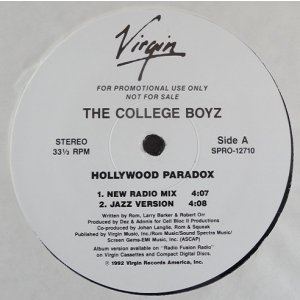 Virgin
FOR PROMOTIONAL USE ONLY
NOT FOR SALE
THE COLLEGE BOYZ
STEREO
33⅓ RPM
Side A
SPRO-12710
HOLLYWOOD PARADOX
1. NEW RADIO MIX 4:07
2. JAZZ VERSION 4:08
Written by Rom, Larry Barker & Robert Orr
Produced by Dez & Adonis for Cell Bloc II Productions
Co-produced by Johan Langlie, Rom & Squeak
Published by Virgin Music, Inc/Rom Music/Sound Spectra Music/
Screen Gems-EMI Music, Inc. (ASCAP)
Album version available on "Radio Fusion Radio"
on Virgin Cassettes and Compact Digital Discs.
℗ 1992 Virgin Records America, Inc.